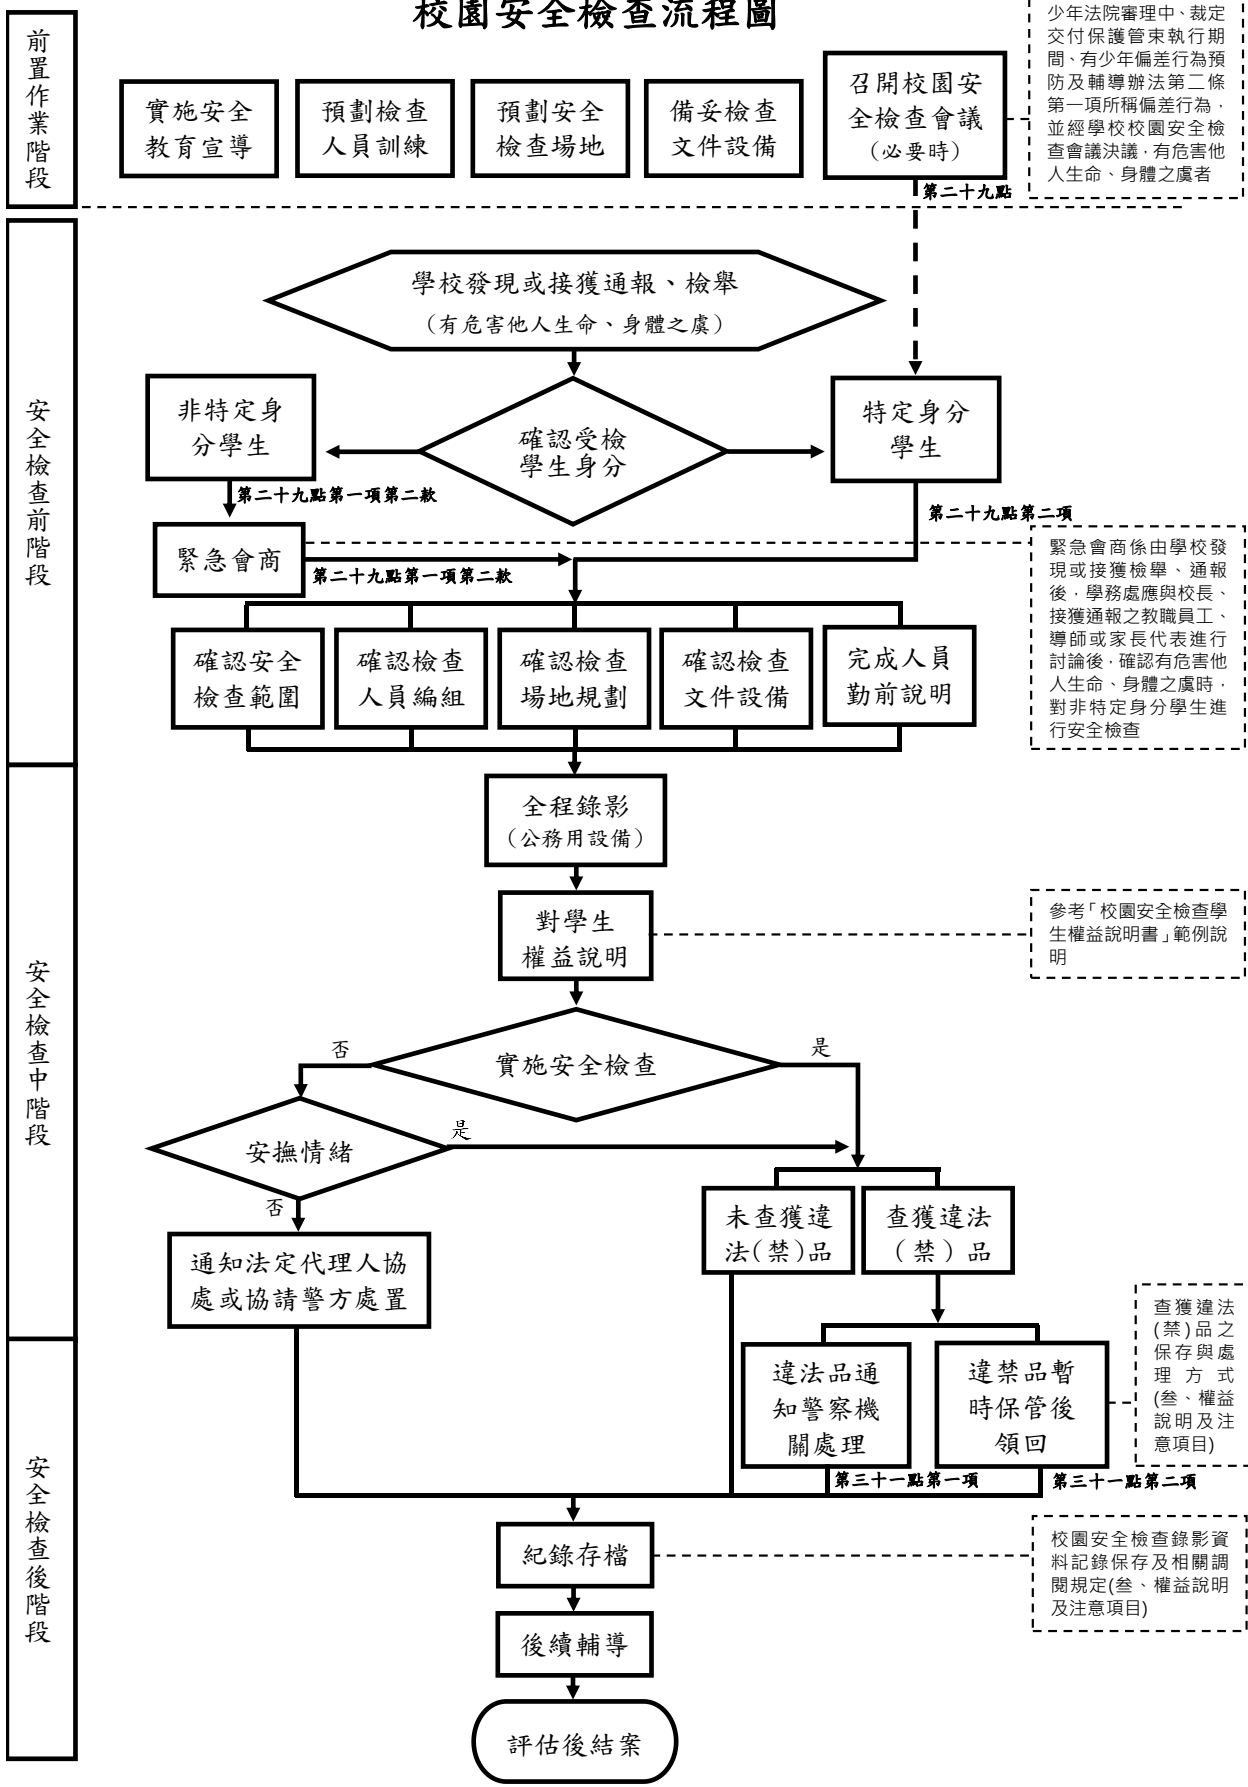 校園安全檢查流程圖
前置作業階段
實施安全
教育宣導
預劃檢查
人員訓練
預劃安全
檢查場地
備妥檢查
文件設備
召開校園安
全檢查會議
(必要時)
少年法院審理中、裁定
交付保護管束執行期
間、有少年偏差行為預
防及輔導辦法第二條
第一項所稱偏差行為，
並經學校校園安全檢
查會議決議，有危害他
人生命、身體之虞者
第二十九點
安全檢查前階段
學校發現或接獲通報、檢舉
（有危害他人生命、身體之虞）
非特定身
分學生
確認受檢
學生身分
特定身分
學生
第二十九點第一項第二款
第二十九點第二項
緊急會商
第二十九點第一項第二款
緊急會商係由學校發
現或接獲檢舉、通報
後，學務處應與校長、
接獲通報之教職員工、
導師或家長代表進行
討論後，確認有危害他
人生命、身體之虞時，
對非特定身分學生進
行安全檢查
確認安全
檢查範圍
確認檢查
人員編組
確認檢查
場地規劃
確認檢查
文件設備
完成人員
勤前說明
安全檢查中階段
全程錄影
（公務用設備）
對學生
權益說明
參考「校園安全檢查學
生權益說明書」範例說
明
否
實施安全檢查
是
安撫情緒
是
否
通知法定代理人協
處或協請警方處置
未查獲違
法(禁)品
查獲違法
(禁)品
查獲違法
(禁)品之
保存與處
理方式
(叁、權益
說明及注
意項目)
違法品通
知警察機
關處理
違禁品暫
時保管後
領回
第三十一點第一項
第三十一點第二項
安全檢查後階段
紀錄存檔
校園安全檢查錄影資
料記錄保存及相關調
閱規定(叁、權益說明
及注意項目)
後續輔導
評估後結案